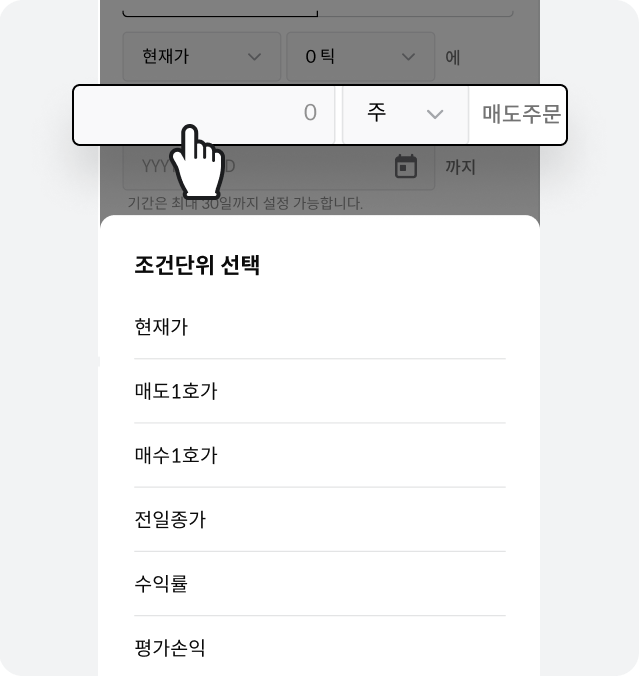 현재가 0 틱 에
0 주 매도주문
까지
기간은 최대 30일까지 설정 가능합니다.
조건단위 선택
현재가
매도1호가
매수1호가
전일종가
수익률
평가손익